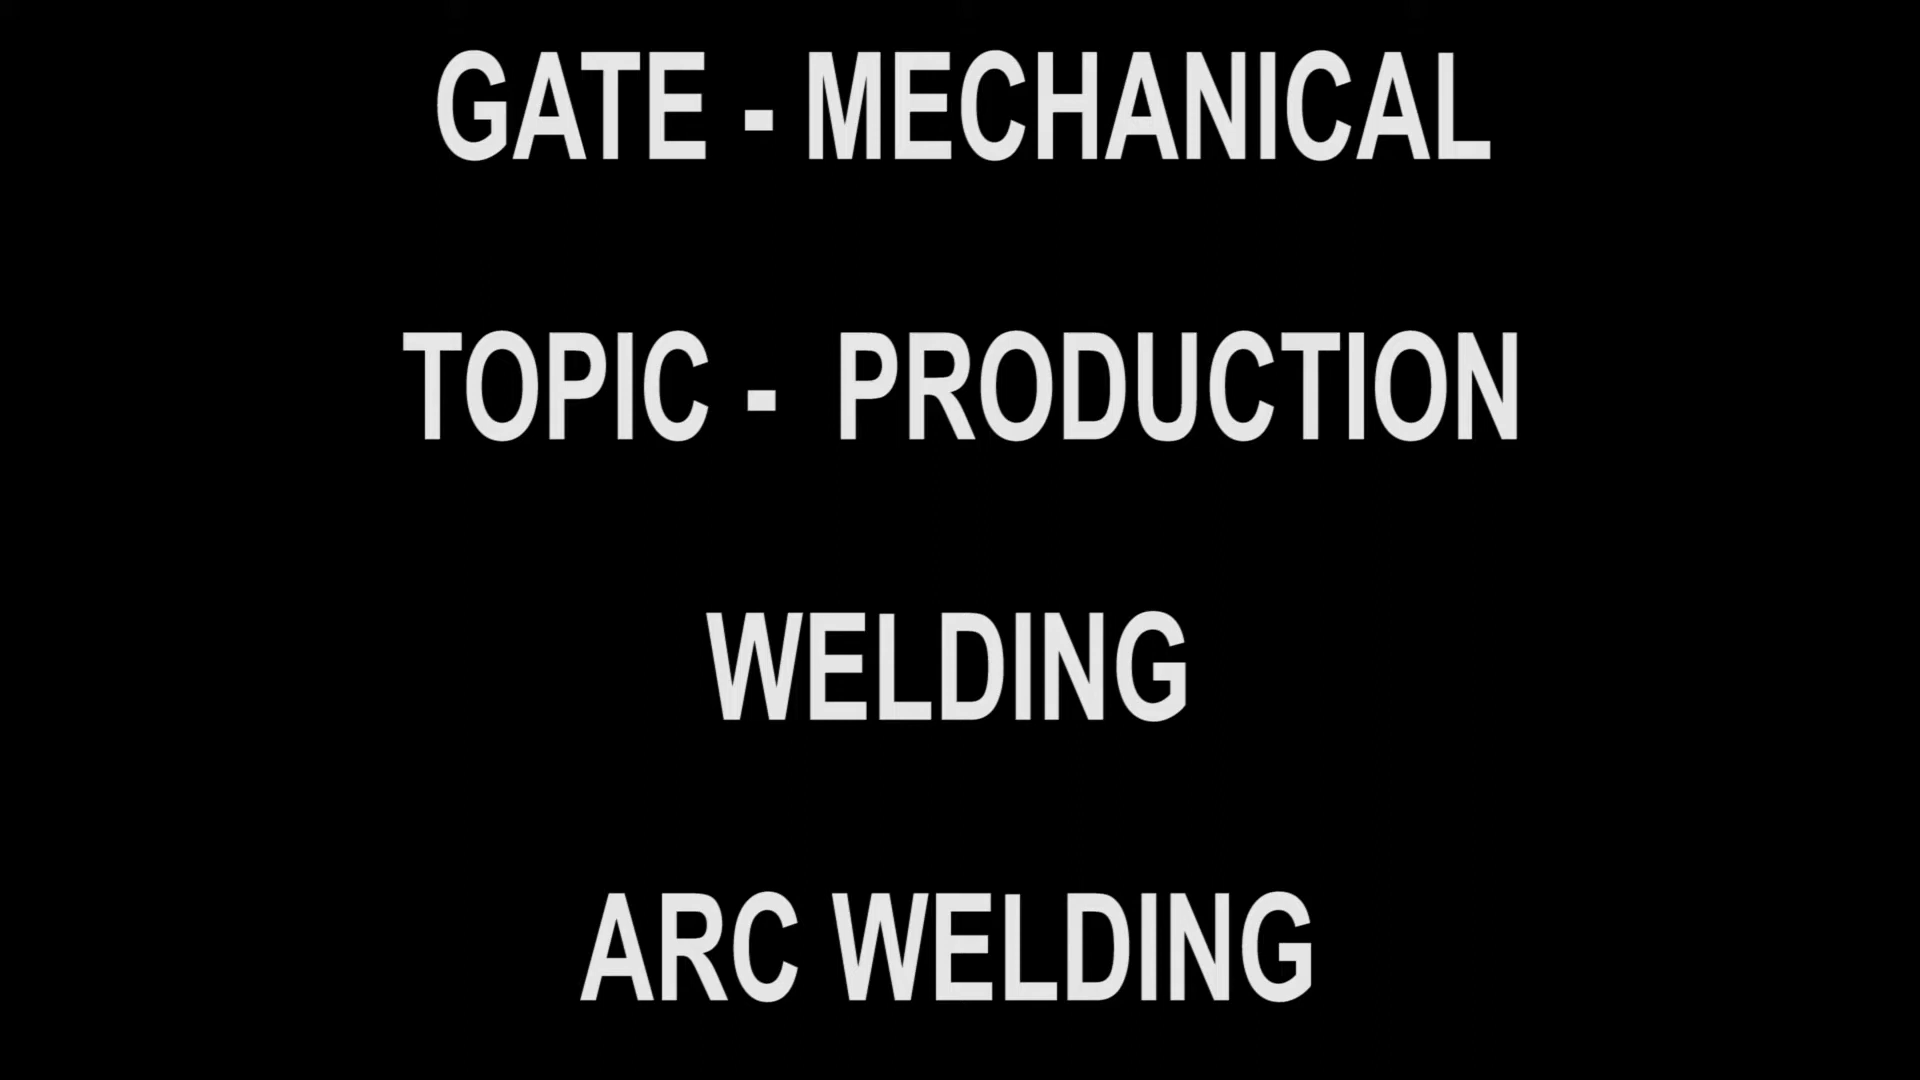 GATE - MECHANICAL
TOPIC - PRODUCTION
WELDING
ARC WELDING